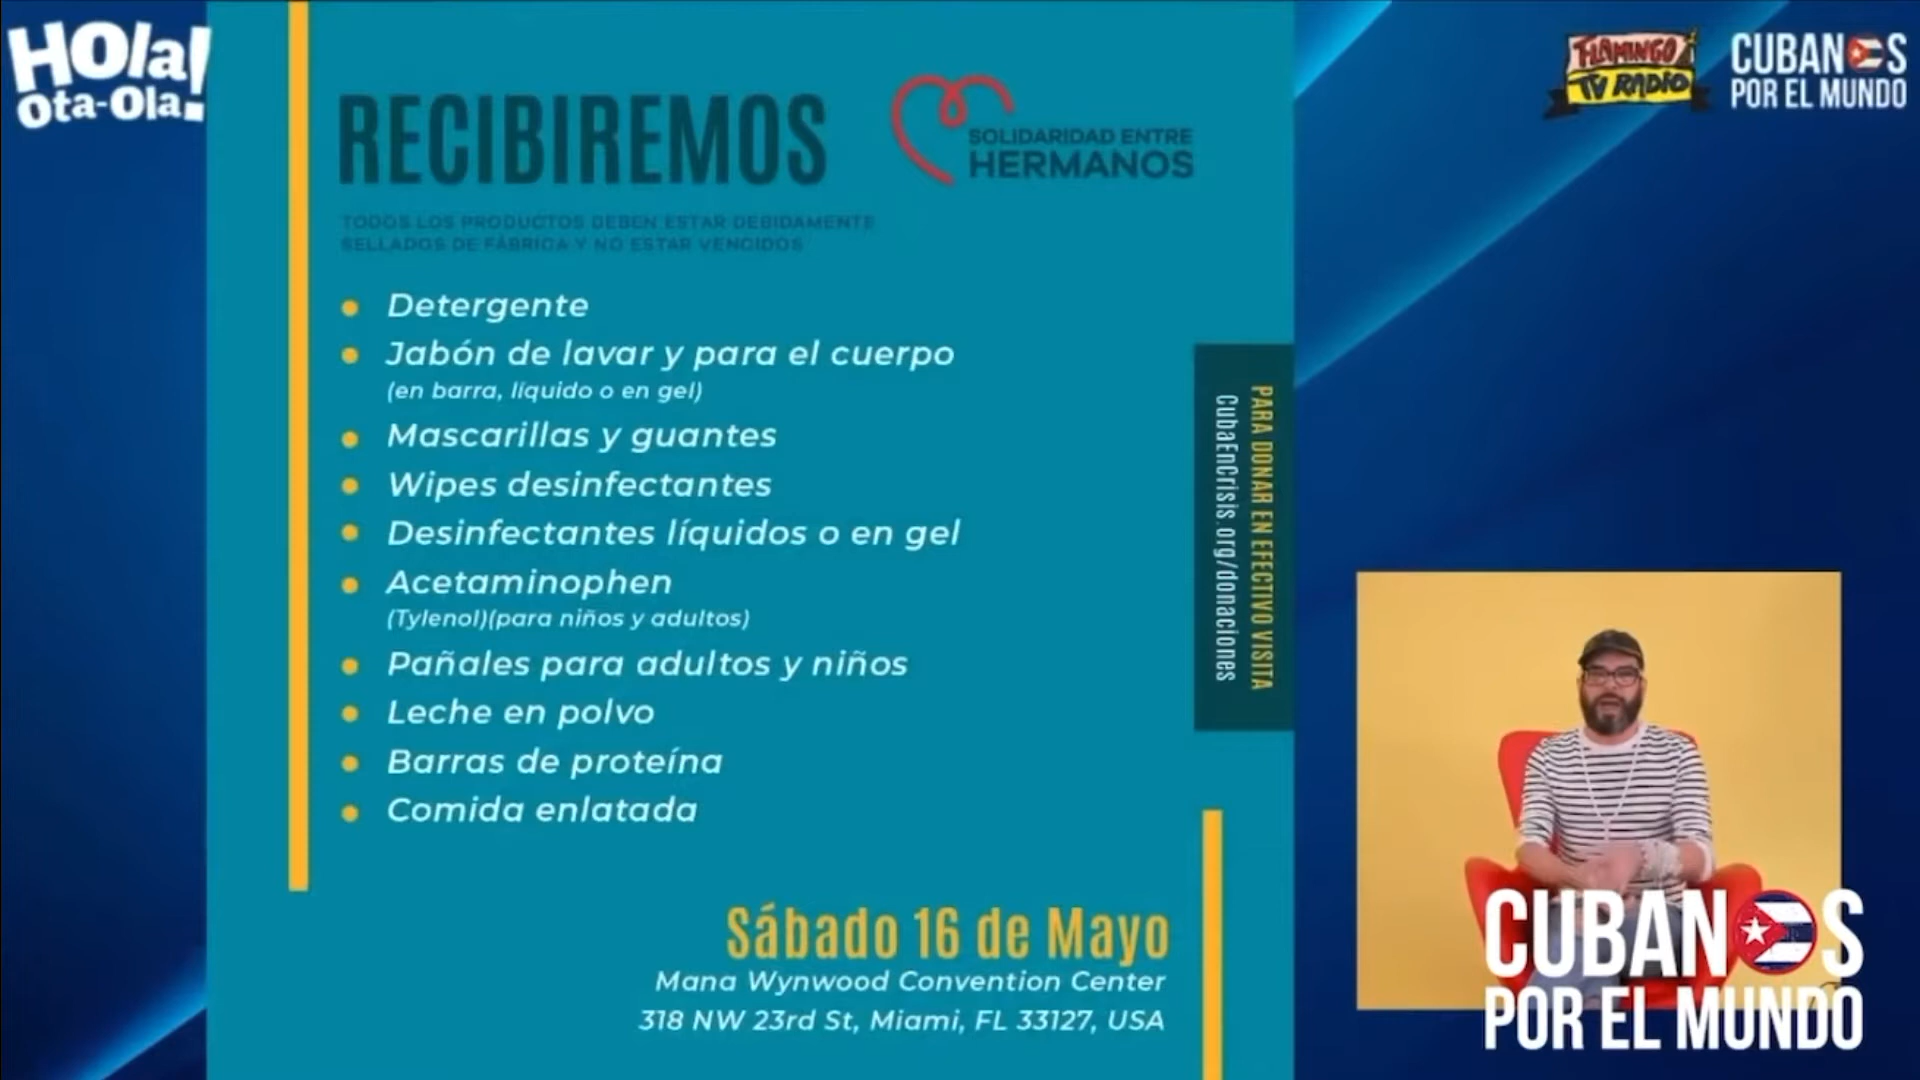 Hola!
Ota-Ola!
FLAMINGO
TV RADIO
CUBANOS
POR EL MUNDO
RECIBIREMOS
SOLIDARIDAD ENTRE
HERMANOS
TODOS LOS PRODUCTOS DEBEN ESTAR DEBIDAMENTE
SELLADOS DE FÁBRICA Y NO ESTAR VENCIDOS
Detergente
Jabón de lavar y para el cuerpo
(en barra, líquido o en gel)
Mascarillas y guantes
Wipes desinfectantes
Desinfectantes líquidos o en gel
Acetaminophen
(Tylenol)(para niños y adultos)
Pañales para adultos y niños
Leche en polvo
Barras de proteína
Comida enlatada
PARA DONAR EN EFECTIVO VISITA
CubaEnCrisis.org/donaciones
Sábado 16 de Mayo
Mana Wynwood Convention Center
318 NW 23rd St, Miami, FL 33127, USA
CUBANOS
POR EL MUNDO